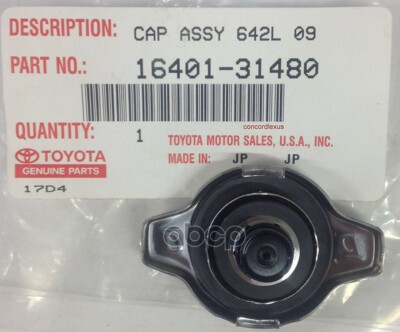 DESCRIPTION: CAP ASSY 642L 09
PART NO.: 16401-31480
concordlexus
QUANTITY: 1
TOYOTA MOTOR SALES, U.S.A., INC.
TOYOTA
MADE IN: JP JP
GENUINE PARTS
17D4
abcp